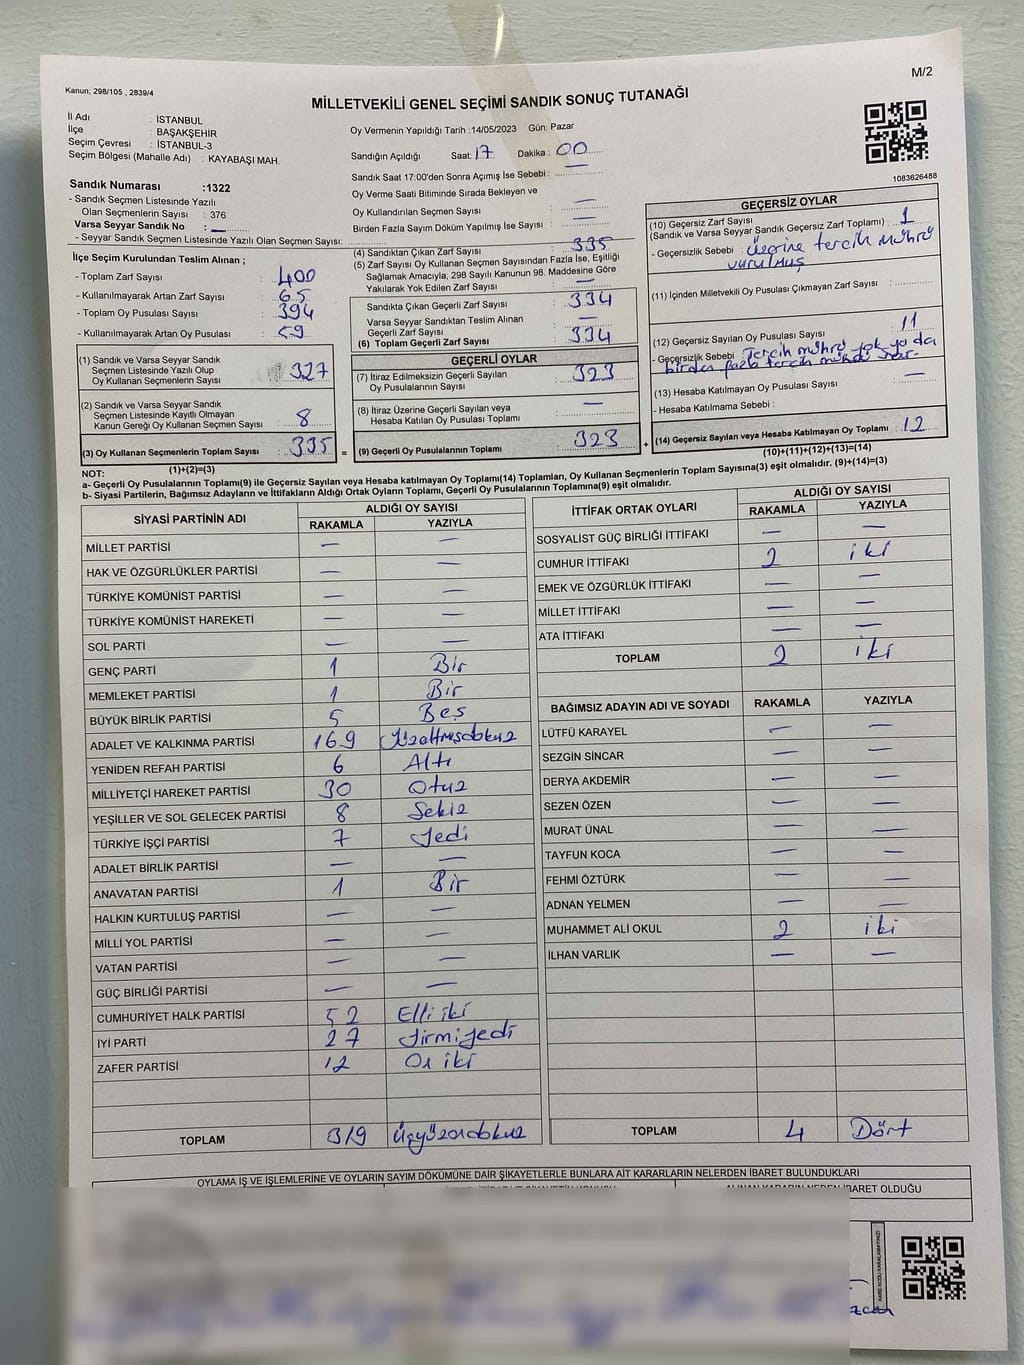 M/2
Kanun; 298/105 , 2839/4
MİLLETVEKİLİ GENEL SEÇİMİ SANDIK SONUÇ TUTANAĞI
İl Adı : İSTANBUL
İlçe : BAŞAKŞEHİR
Seçim Çevresi : İSTANBUL-3
Seçim Bölgesi (Mahalle Adı) : KAYABAŞI MAH.
Sandık Numarası :1322
- Sandık Seçmen Listesinde Yazılı
Olan Seçmenlerin Sayısı : 376
Varsa Seyyar Sandık No : —
- Seyyar Sandık Seçmen Listesinde Yazılı Olan Seçmen Sayısı:
İlçe Seçim Kurulundan Teslim Alınan ;
- Toplam Zarf Sayısı : 400
- Kullanılmayarak Artan Zarf Sayısı : 65
- Toplam Oy Pusulası Sayısı : 394
- Kullanılmayarak Artan Oy Pusulası : 59
(1) Sandık ve Varsa Seyyar Sandık
Seçmen Listesinde Yazılı Olup
Oy Kullanan Seçmenlerin Sayısı : 327
(2) Sandık ve Varsa Seyyar Sandık
Seçmen Listesinde Kayıtlı Olmayan
Kanun Gereği Oy Kullanan Seçmen Sayısı : 8
(3) Oy Kullanan Seçmenlerin Toplam Sayısı : 335 =
(1)+(2)=(3)
Oy Vermenin Yapıldığı Tarih :14/05/2023 Gün: Pazar
Sandığın Açıldığı Saat: 17 Dakika : 00
Sandık Saat 17:00'den Sonra Açımış İse Sebebi : —
Oy Verme Saati Bitiminde Sırada Bekleyen ve
Oy Kullandırılan Seçmen Sayısı : —
Birden Fazla Sayım Döküm Yapılmış İse Sayısı : —
(4) Sandıktan Çıkan Zarf Sayısı : 335
(5) Zarf Sayısı Oy Kullanan Seçmen Sayısından Fazla İse, Eşitliği
Sağlamak Amacıyla, 298 Sayılı Kanunun 98. Maddesine Göre
Yakılarak Yok Edilen Zarf Sayısı : —
Sandıkta Çıkan Geçerli Zarf Sayısı : 334
Varsa Seyyar Sandıktan Teslim Alınan
Geçerli Zarf Sayısı : —
(6) Toplam Geçerli Zarf Sayısı : 334
GEÇERLİ OYLAR
(7) İtiraz Edilmeksizin Geçerli Sayılan
Oy Pusulalarının Sayısı : 323
(8) İtiraz Üzerine Geçerli Sayılan veya
Hesaba Katılan Oy Pusulası Toplamı : —
(9) Geçerli Oy Pusulalarının Toplamı : 323 +
1083626488
GEÇERSİZ OYLAR
(10) Geçersiz Zarf Sayısı
(Sandık ve Varsa Seyyar Sandık Geçersiz Zarf Toplamı) : 1
- Geçersizlik Sebebi : üzerine tercih mührü
vurulmuş
(11) İçinden Milletvekili Oy Pusulası Çıkmayan Zarf Sayısı :
(12) Geçersiz Sayılan Oy Pusulası Sayısı : 11
- Geçersizlik Sebebi : Tercih mührü yok ya da
birden fazla tercih mührü var.
(13) Hesaba Katılmayan Oy Pusulası Sayısı : —
- Hesaba Katılmama Sebebi :
(14) Geçersiz Sayılan veya Hesaba Katılmayan Oy Toplamı : 12
(10)+(11)+(12)+(13)=(14)
NOT:
a- Geçerli Oy Pusulalarının Toplamı(9) ile Geçersiz Sayılan veya Hesaba katılmayan Oy Toplamı(14) Toplamları, Oy Kullanan Seçmenlerin Toplam Sayısına(3) eşit olmalıdır. (9)+(14)=(3)
b- Siyasi Partilerin, Bağımsız Adayların ve İttifakların Aldığı Ortak Oyların Toplamı, Geçerli Oy Pusulalarının Toplamına(9) eşit olmalıdır.
SİYASİ PARTİNİN ADI ALDIĞI OY SAYISI
RAKAMLA YAZIYLA
MİLLET PARTİSİ — —
HAK VE ÖZGÜRLÜKLER PARTİSİ — —
TÜRKİYE KOMÜNİST PARTİSİ — —
TÜRKİYE KOMÜNİST HAREKETİ — —
SOL PARTİ — —
GENÇ PARTİ 1 Bir
MEMLEKET PARTİSİ 1 Bir
BÜYÜK BİRLİK PARTİSİ 5 Beş
ADALET VE KALKINMA PARTİSİ 169 Yüzaltmışdokuz
YENİDEN REFAH PARTİSİ 6 Altı
MİLLİYETÇİ HAREKET PARTİSİ 30 Otuz
YEŞİLLER VE SOL GELECEK PARTİSİ 8 Sekiz
TÜRKİYE İŞÇİ PARTİSİ 7 Yedi
ADALET BİRLİK PARTİSİ — —
ANAVATAN PARTİSİ 1 Bir
HALKIN KURTULUŞ PARTİSİ — —
MİLLİ YOL PARTİSİ — —
VATAN PARTİSİ — —
GÜÇ BİRLİĞİ PARTİSİ — —
CUMHURİYET HALK PARTİSİ 52 Elli iki
İYİ PARTİ 27 Yirmi yedi
ZAFER PARTİSİ 12 On iki
TOPLAM 319 Üçyüzondokuz
İTTİFAK ORTAK OYLARI ALDIĞI OY SAYISI
RAKAMLA YAZIYLA
SOSYALİST GÜÇ BİRLİĞİ İTTİFAKI — —
CUMHUR İTTİFAKI 2 iki
EMEK VE ÖZGÜRLÜK İTTİFAKI — —
MİLLET İTTİFAKI — —
ATA İTTİFAKI — —
TOPLAM 2 iki
BAĞIMSIZ ADAYIN ADI VE SOYADI RAKAMLA YAZIYLA
LÜTFÜ KARAYEL — —
SEZGİN SİNCAR — —
DERYA AKDEMİR — —
SEZEN ÖZEN — —
MURAT ÜNAL — —
TAYFUN KOCA — —
FEHMİ ÖZTÜRK — —
ADNAN YELMEN — —
MUHAMMET ALİ OKUL 2 iki
İLHAN VARLIK — —
TOPLAM 4 Dört
OYLAMA İŞ VE İŞLEMLERİNE VE OYLARIN SAYIM DÖKÜMÜNE DAİR ŞİKAYETLERLE BUNLARA AİT KARARLARIN NELERDEN İBARET BULUNDUKLARI
ALINAN KARARIN NEDEN İBARET OLDUĞU